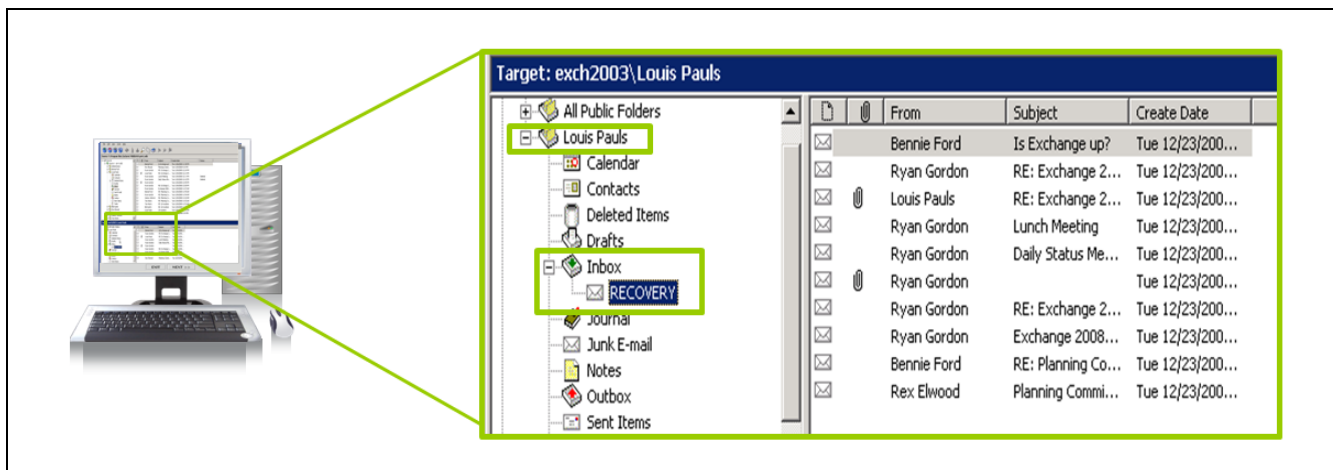 Target: exch2003\Louis Pauls
All Public Folders
Louis Pauls
Calendar
Contacts
Deleted Items
Drafts
Inbox
RECOVERY
Journal
Junk E-mail
Notes
Outbox
Sent Items
From Subject Create Date
Bennie Ford Is Exchange up? Tue 12/23/200...
Ryan Gordon RE: Exchange 2... Tue 12/23/200...
Louis Pauls RE: Exchange 2... Tue 12/23/200...
Ryan Gordon Lunch Meeting Tue 12/23/200...
Ryan Gordon Daily Status Me... Tue 12/23/200...
Ryan Gordon Tue 12/23/200...
Ryan Gordon RE: Exchange 2... Tue 12/23/200...
Ryan Gordon Exchange 2008... Tue 12/23/200...
Bennie Ford RE: Planning Co... Tue 12/23/200...
Rex Elwood Planning Commi... Tue 12/23/200...